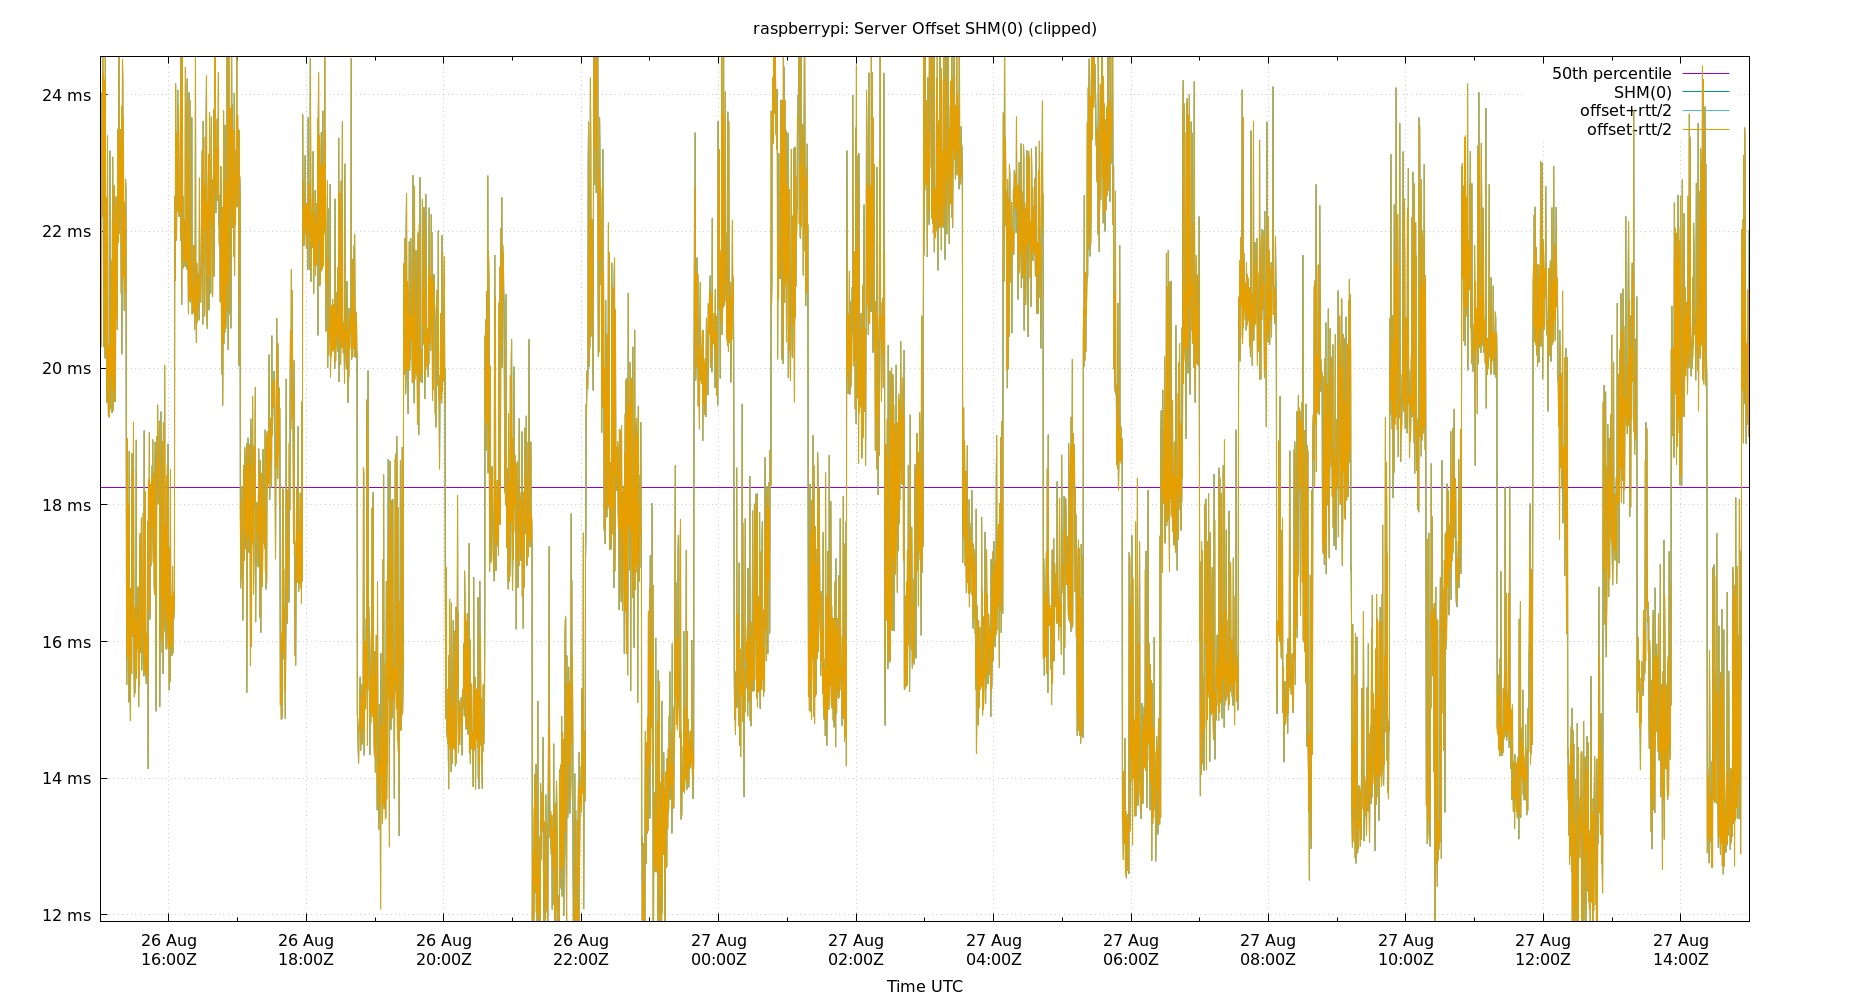 raspberrypi: Server Offset SHM(0) (clipped)
50th percentile
SHM(0)
offset+rtt/2
offset-rtt/2
24 ms
22 ms
20 ms
18 ms
16 ms
14 ms
12 ms
26 Aug 26 Aug 26 Aug 26 Aug 27 Aug 27 Aug 27 Aug 27 Aug 27 Aug 27 Aug 27 Aug 27 Aug
16:00Z 18:00Z 20:00Z 22:00Z 00:00Z 02:00Z 04:00Z 06:00Z 08:00Z 10:00Z 12:00Z 14:00Z
Time UTC